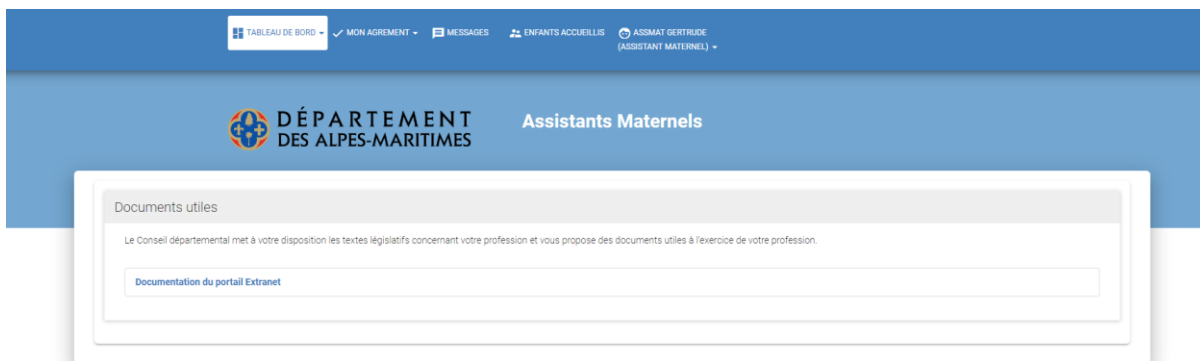 TABLEAU DE BORD
MON AGREMENT
MESSAGES
ENFANTS ACCUEILLIS
ASSMAT GERTRUDE
(ASSISTANT MATERNEL)
DÉPARTEMENT
DES ALPES-MARITIMES
Assistants Maternels
Documents utiles
Le Conseil départemental met à votre disposition les textes législatifs concernant votre profession et vous propose des documents utiles à l'exercice de votre profession.
Documentation du portail Extranet